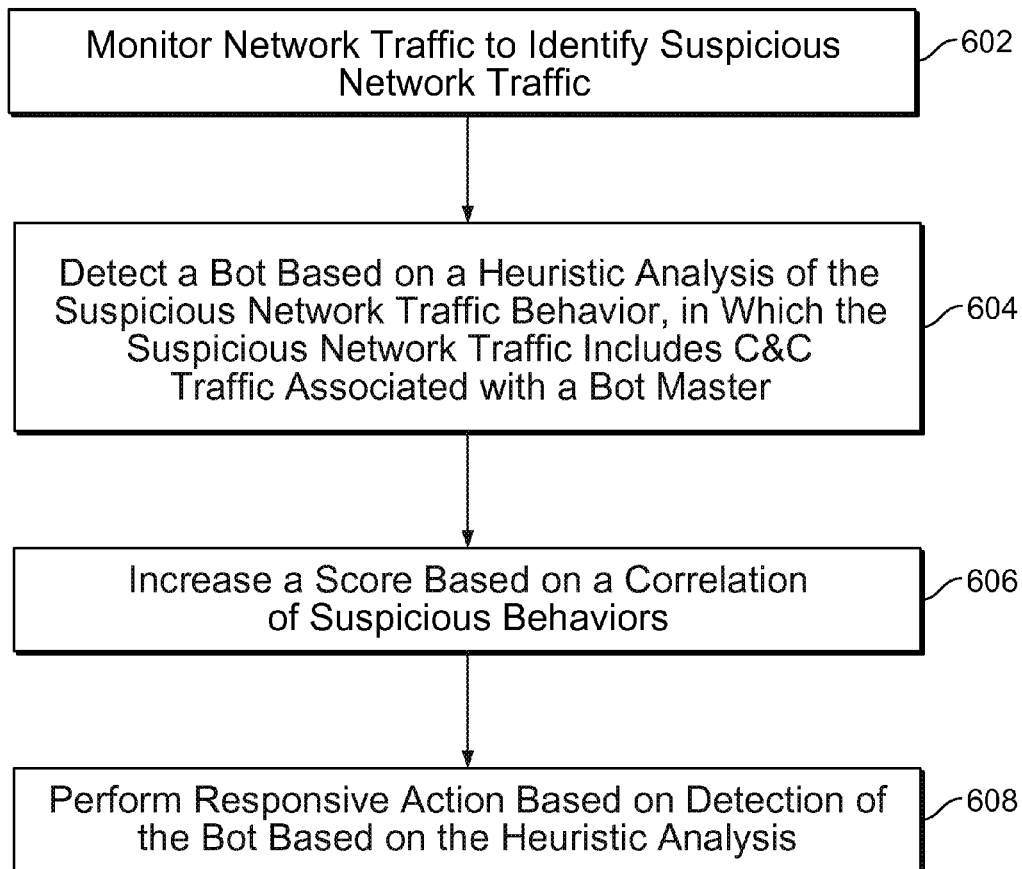 Monitor Network Traffic to Identify Suspicious
Network Traffic
602
Detect a Bot Based on a Heuristic Analysis of the
Suspicious Network Traffic Behavior, in Which the
Suspicious Network Traffic Includes C&C
Traffic Associated with a Bot Master
604
Increase a Score Based on a Correlation
of Suspicious Behaviors
606
Perform Responsive Action Based on Detection of
the Bot Based on the Heuristic Analysis
608